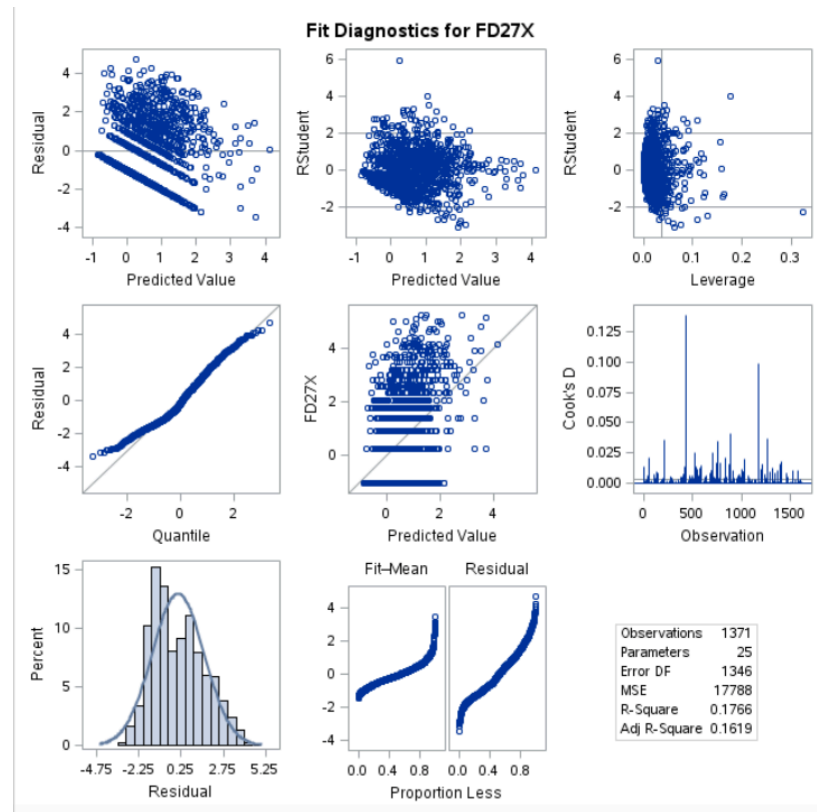 Fit Diagnostics for FD27X
Residual
4
2
0
-2
-4
-1 0 1 2 3 4
Predicted Value
RStudent
6
4
2
0
-2
-1 0 1 2 3 4
Predicted Value
RStudent
6
4
2
0
-2
0.0 0.1 0.2 0.3
Leverage
Residual
4
2
0
-2
-4
-2 0 2
Quantile
FD27X
4
2
0
0 2 4
Predicted Value
Cook's D
0.125
0.100
0.075
0.050
0.025
0.000
0 500 1000 1500
Observation
Percent
15
10
5
0
-4.75 -2.25 0.25 2.75 5.25
Residual
Fit–Mean Residual
4
2
0
-2
-4
0.0 0.8 0.0 0.8
Proportion Less
Observations 1371
Parameters 25
Error DF 1346
MSE 17788
R-Square 0.1766
Adj R-Square 0.1619